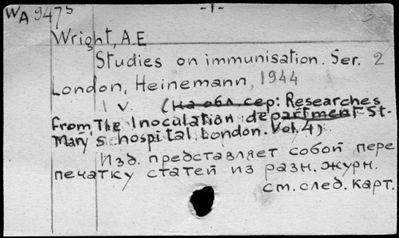 WA 9475
-1-
Wright, A.E
Studies on immunisation. Ser. 2
London, Heinemann, 1944
1 v. (на обл. сер: Researches
from The Inoculation department St.
Mary's hospital London. Vol. 4)
Изд. представляет собой пере
печатку статей из разн. журн.
см. след. карт.